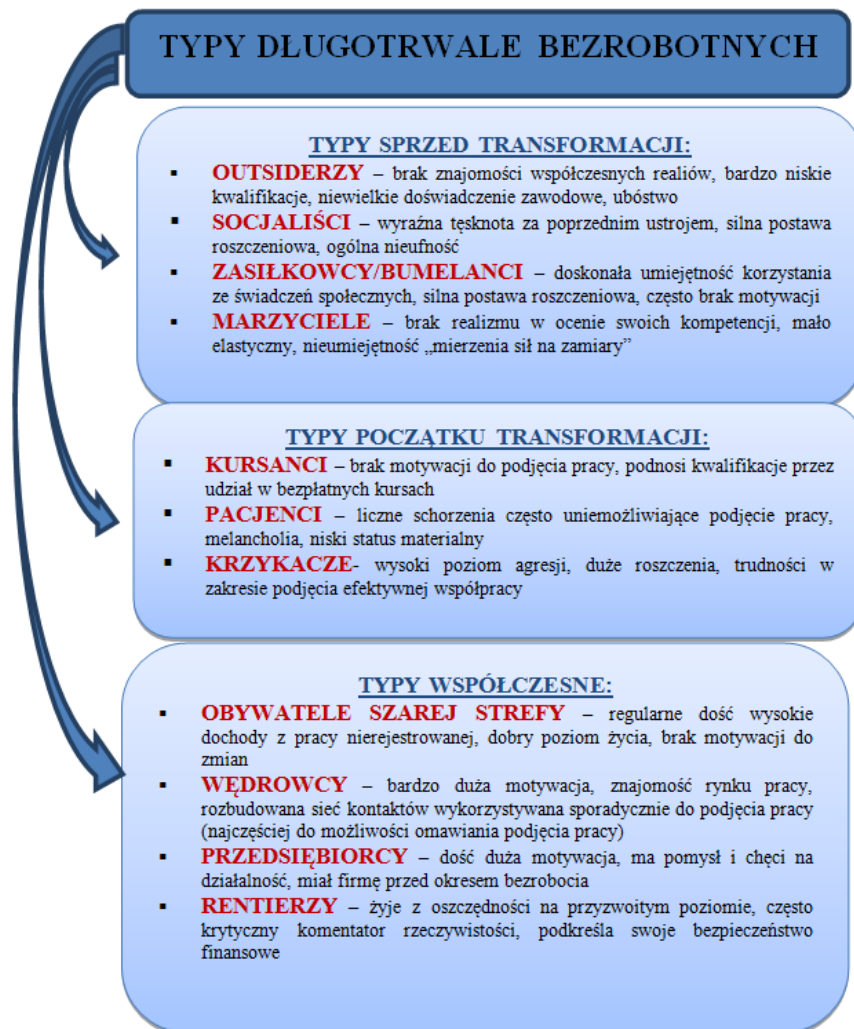 TYPY DŁUGOTRWALE BEZROBOTNYCH
TYPY SPRZED TRANSFORMACJI:
▪ OUTSIDERZY – brak znajomości współczesnych realiów, bardzo niskie
kwalifikacje, niewielkie doświadczenie zawodowe, ubóstwo
▪ SOCJALIŚCI – wyraźna tęsknota za poprzednim ustrojem, silna postawa
roszczeniowa, ogólna nieufność
▪ ZASIŁKOWCY/BUMELANCI – doskonała umiejętność korzystania
ze świadczeń społecznych, silna postawa roszczeniowa, często brak motywacji
▪ MARZYCIELE – brak realizmu w ocenie swoich kompetencji, mało
elastyczny, nieumiejętność „mierzenia sił na zamiary”
TYPY POCZĄTKU TRANSFORMACJI:
▪ KURSANCI – brak motywacji do podjęcia pracy, podnosi kwalifikacje przez
udział w bezpłatnych kursach
▪ PACJENCI – liczne schorzenia często uniemożliwiające podjęcie pracy,
melancholia, niski status materialny
▪ KRZYKACZE- wysoki poziom agresji, duże roszczenia, trudności w
zakresie podjęcia efektywnej współpracy
TYPY WSPÓŁCZESNE:
▪ OBYWATELE SZAREJ STREFY – regularne dość wysokie
dochody z pracy nierejestrowanej, dobry poziom życia, brak motywacji do
zmian
▪ WĘDROWCY – bardzo duża motywacja, znajomość rynku pracy,
rozbudowana sieć kontaktów wykorzystywana sporadycznie do podjęcia pracy
(najczęściej do możliwości omawiania podjęcia pracy)
▪ PRZEDSIĘBIORCY – dość duża motywacja, ma pomysł i chęci na
działalność, miał firmę przed okresem bezrobocia
▪ RENTIERZY – żyje z oszczędności na przyzwoitym poziomie, często
krytyczny komentator rzeczywistości, podkreśla swoje bezpieczeństwo
finansowe